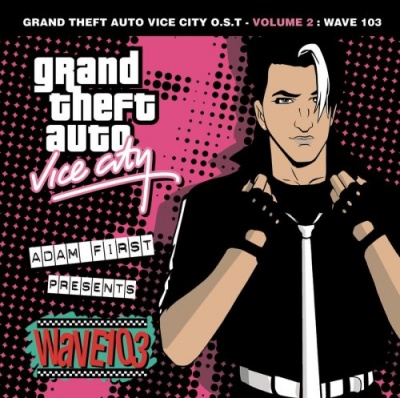 GRAND THEFT AUTO VICE CITY O.S.T - VOLUME 2 : WAVE 103
grand
theft
auto
Vice City
ADAM FIRST
PRESENTS
WAVE103